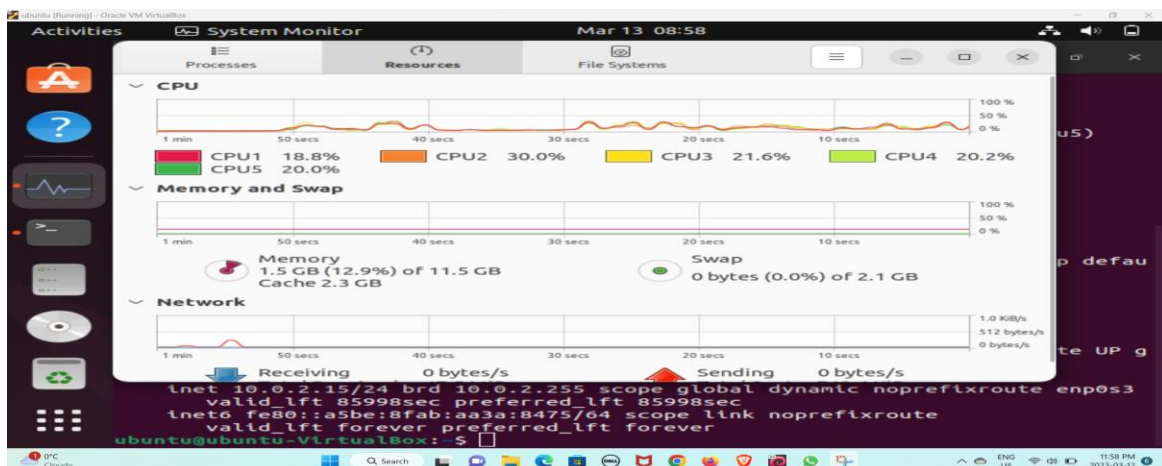 ubuntu [Running] - Oracle VM VirtualBox
Activities System Monitor Mar 13 08:58
Processes Resources File Systems
CPU
100 %
50 %
0 %
1 min 50 secs 40 secs 30 secs 20 secs 10 secs
CPU1 18.8% CPU2 30.0% CPU3 21.6% CPU4 20.2%
CPU5 20.0%
u5)
Memory and Swap
100 %
50 %
0 %
1 min 50 secs 40 secs 30 secs 20 secs 10 secs
Memory
1.5 GB (12.9%) of 11.5 GB
Cache 2.3 GB
Swap
0 bytes (0.0%) of 2.1 GB
p defau
Network
1.0 KiB/s
512 bytes/s
0 bytes/s
1 min 50 secs 40 secs 30 secs 20 secs 10 secs
te UP g
Receiving 0 bytes/s Sending 0 bytes/s
inet 10.0.2.15/24 brd 10.0.2.255 scope global dynamic noprefixroute enp0s3
valid_lft 85998sec preferred_lft 85998sec
inet6 fe80::a5be:8fab:aa3a:8475/64 scope link noprefixroute
valid_lft forever preferred_lft forever
ubuntu@ubuntu-VirtualBox:~$
0°C
Cloudy
Search
ENG
US
11:58 PM
2023-03-12